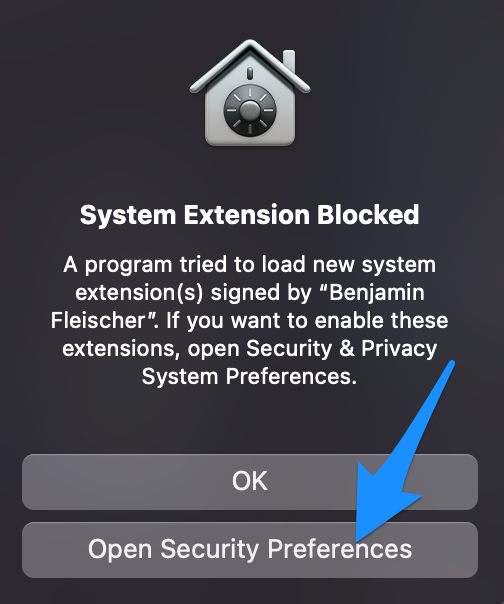 System Extension Blocked
A program tried to load new system
extension(s) signed by “Benjamin
Fleischer”. If you want to enable these
extensions, open Security & Privacy
System Preferences.
OK
Open Security Preferences